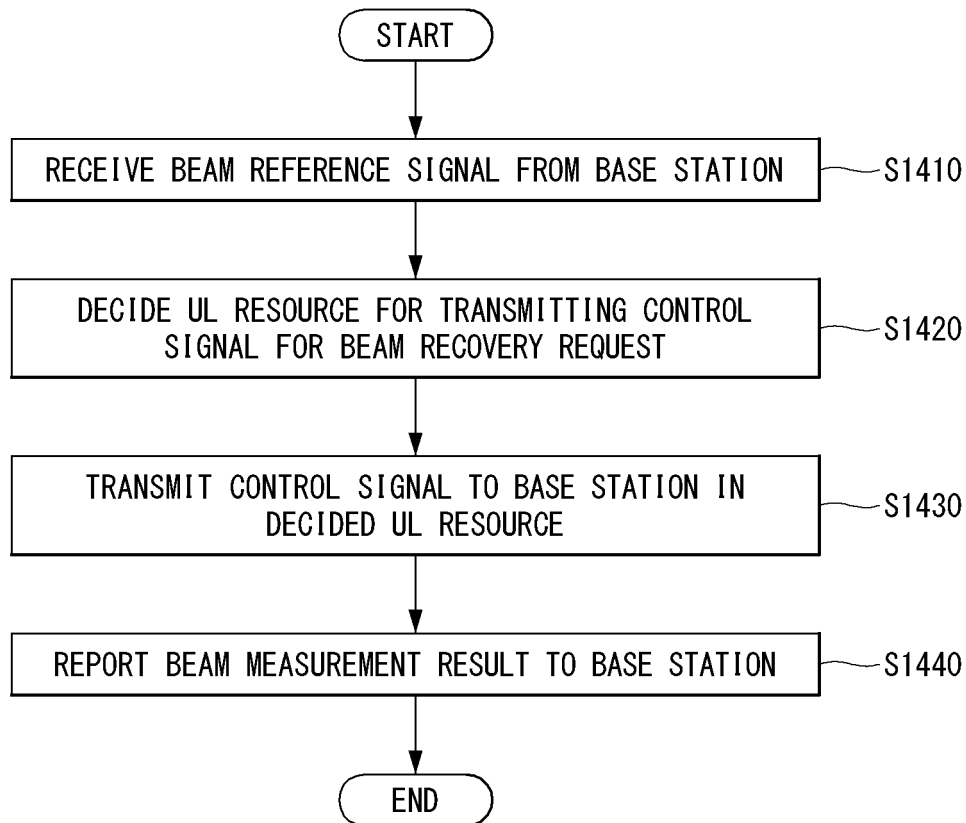 START
RECEIVE BEAM REFERENCE SIGNAL FROM BASE STATION
S1410
DECIDE UL RESOURCE FOR TRANSMITTING CONTROL
SIGNAL FOR BEAM RECOVERY REQUEST
S1420
TRANSMIT CONTROL SIGNAL TO BASE STATION IN
DECIDED UL RESOURCE
S1430
REPORT BEAM MEASUREMENT RESULT TO BASE STATION
S1440
END